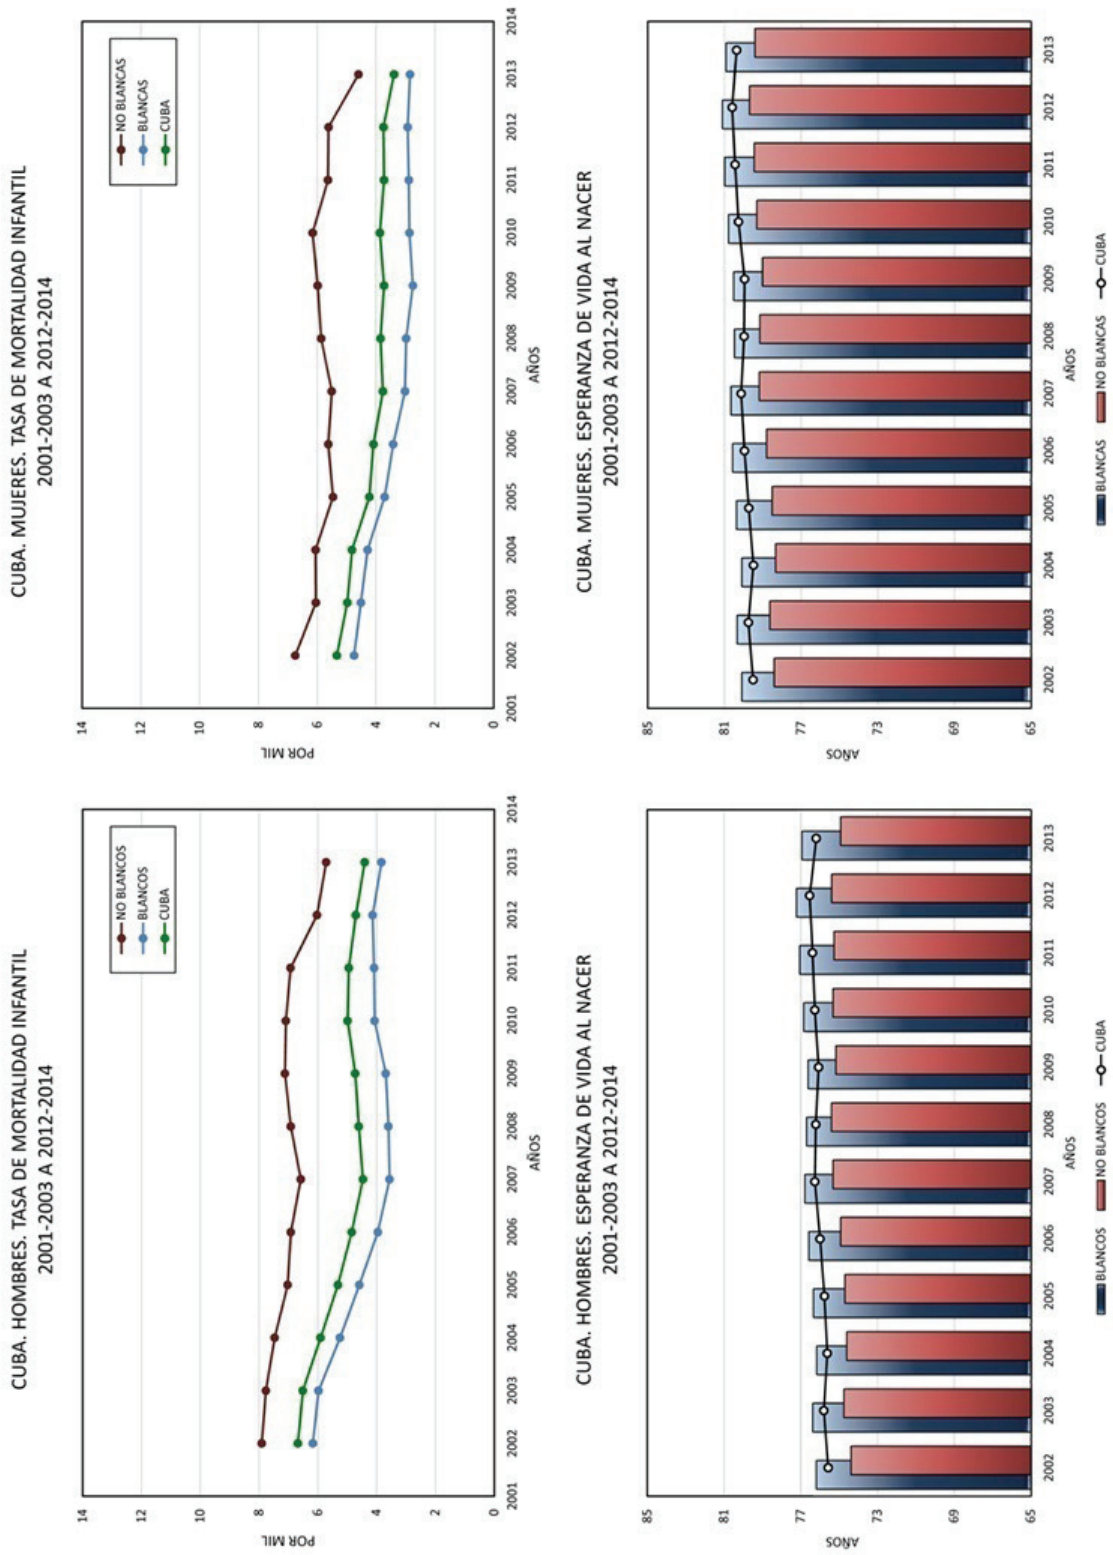 CUBA. HOMBRES. TASA DE MORTALIDAD INFANTIL
2001-2003 A 2012-2014
14
12
10
8
6
4
2
0
POR MIL
NO BLANCOS
BLANCOS
CUBA
2001 2002 2003 2004 2005 2006 2007 2008 2009 2010 2011 2012 2013 2014
AÑOS
CUBA. MUJERES. TASA DE MORTALIDAD INFANTIL
2001-2003 A 2012-2014
14
12
10
8
6
4
2
0
POR MIL
NO BLANCAS
BLANCAS
CUBA
2001 2002 2003 2004 2005 2006 2007 2008 2009 2010 2011 2012 2013 2014
AÑOS
CUBA. HOMBRES. ESPERANZA DE VIDA AL NACER
2001-2003 A 2012-2014
85
81
77
73
69
65
AÑOS
2002 2003 2004 2005 2006 2007 2008 2009 2010 2011 2012 2013
AÑOS
BLANCOS NO BLANCOS CUBA
CUBA. MUJERES. ESPERANZA DE VIDA AL NACER
2001-2003 A 2012-2014
85
81
77
73
69
65
AÑOS
2002 2003 2004 2005 2006 2007 2008 2009 2010 2011 2012 2013
AÑOS
BLANCAS NO BLANCAS CUBA